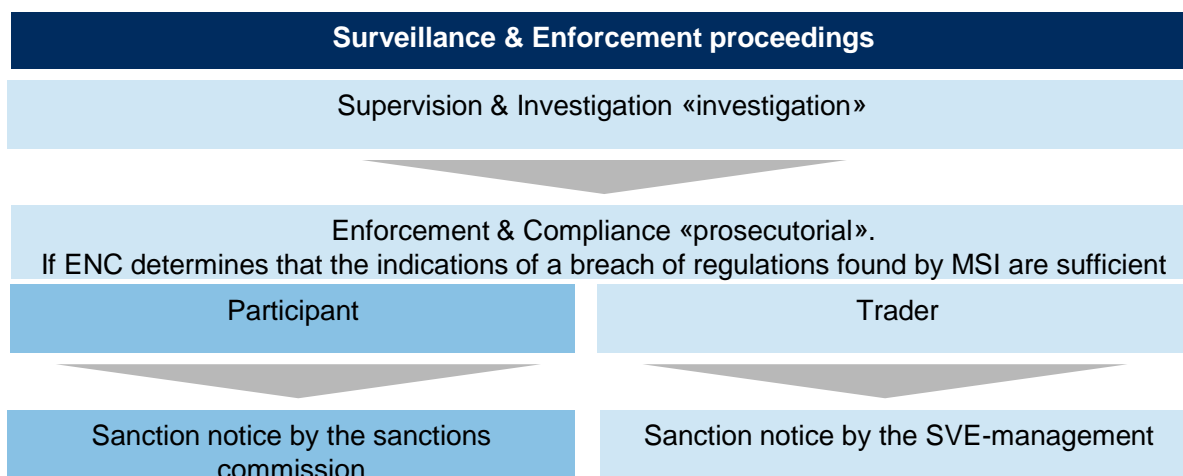 Surveillance & Enforcement proceedings
Supervision & Investigation «investigation»
Enforcement & Compliance «prosecutorial».
If ENC determines that the indications of a breach of regulations found by MSI are sufficient
Participant
Trader
Sanction notice by the sanctions
commission
Sanction notice by the SVE-management